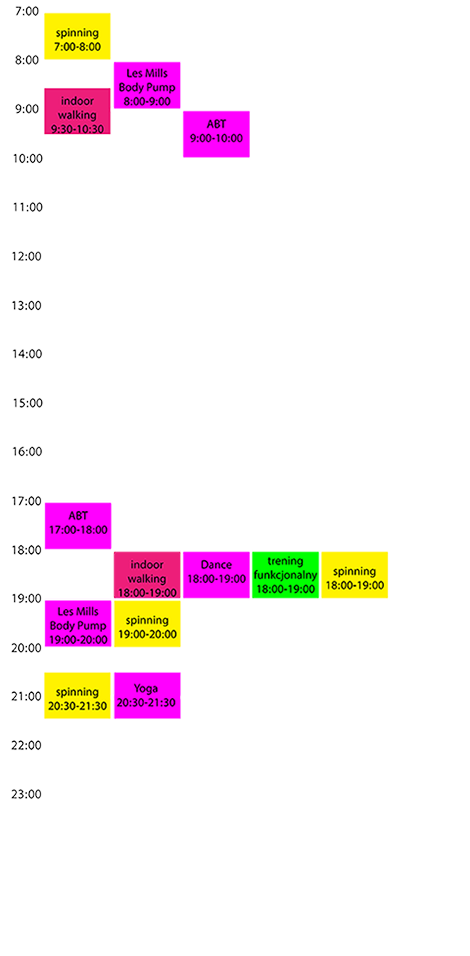 7:00
spinning
7:00-8:00
8:00
Les Mills
Body Pump
8:00-9:00
9:00
indoor
walking
9:30-10:30
ABT
9:00-10:00
10:00
11:00
12:00
13:00
14:00
15:00
16:00
17:00
ABT
17:00-18:00
18:00
indoor
walking
18:00-19:00
Dance
18:00-19:00
trening
funkcjonalny
18:00-19:00
spinning
18:00-19:00
19:00
Les Mills
Body Pump
19:00-20:00
spinning
19:00-20:00
20:00
21:00
spinning
20:30-21:30
Yoga
20:30-21:30
22:00
23:00